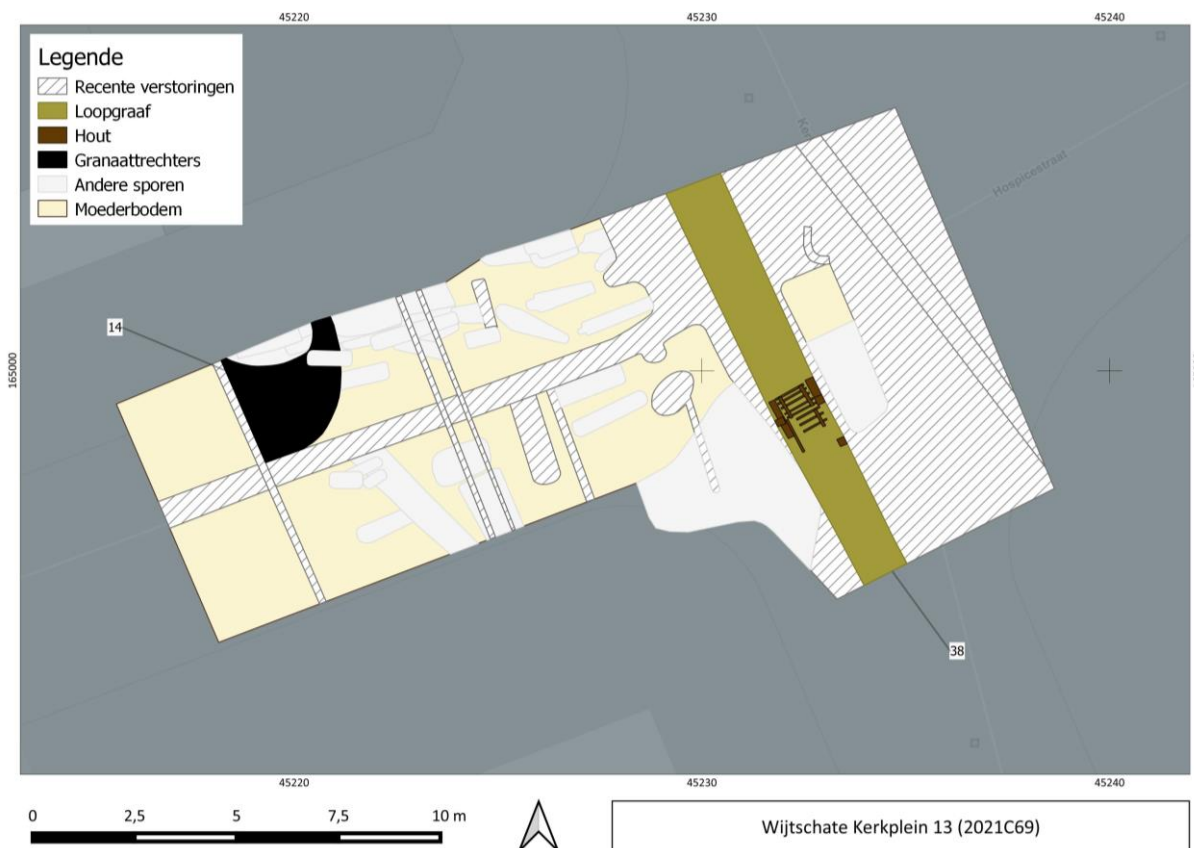 45220 45230 45240
Legende
Recente verstoringen
Loopgraaf
Hout
Granaattrechters
Andere sporen
Moederbodem
Hospicestraat
14
165000
38
45220 45230 45240
0 2,5 5 7,5 10 m
Wijtschate Kerkplein 13 (2021C69)